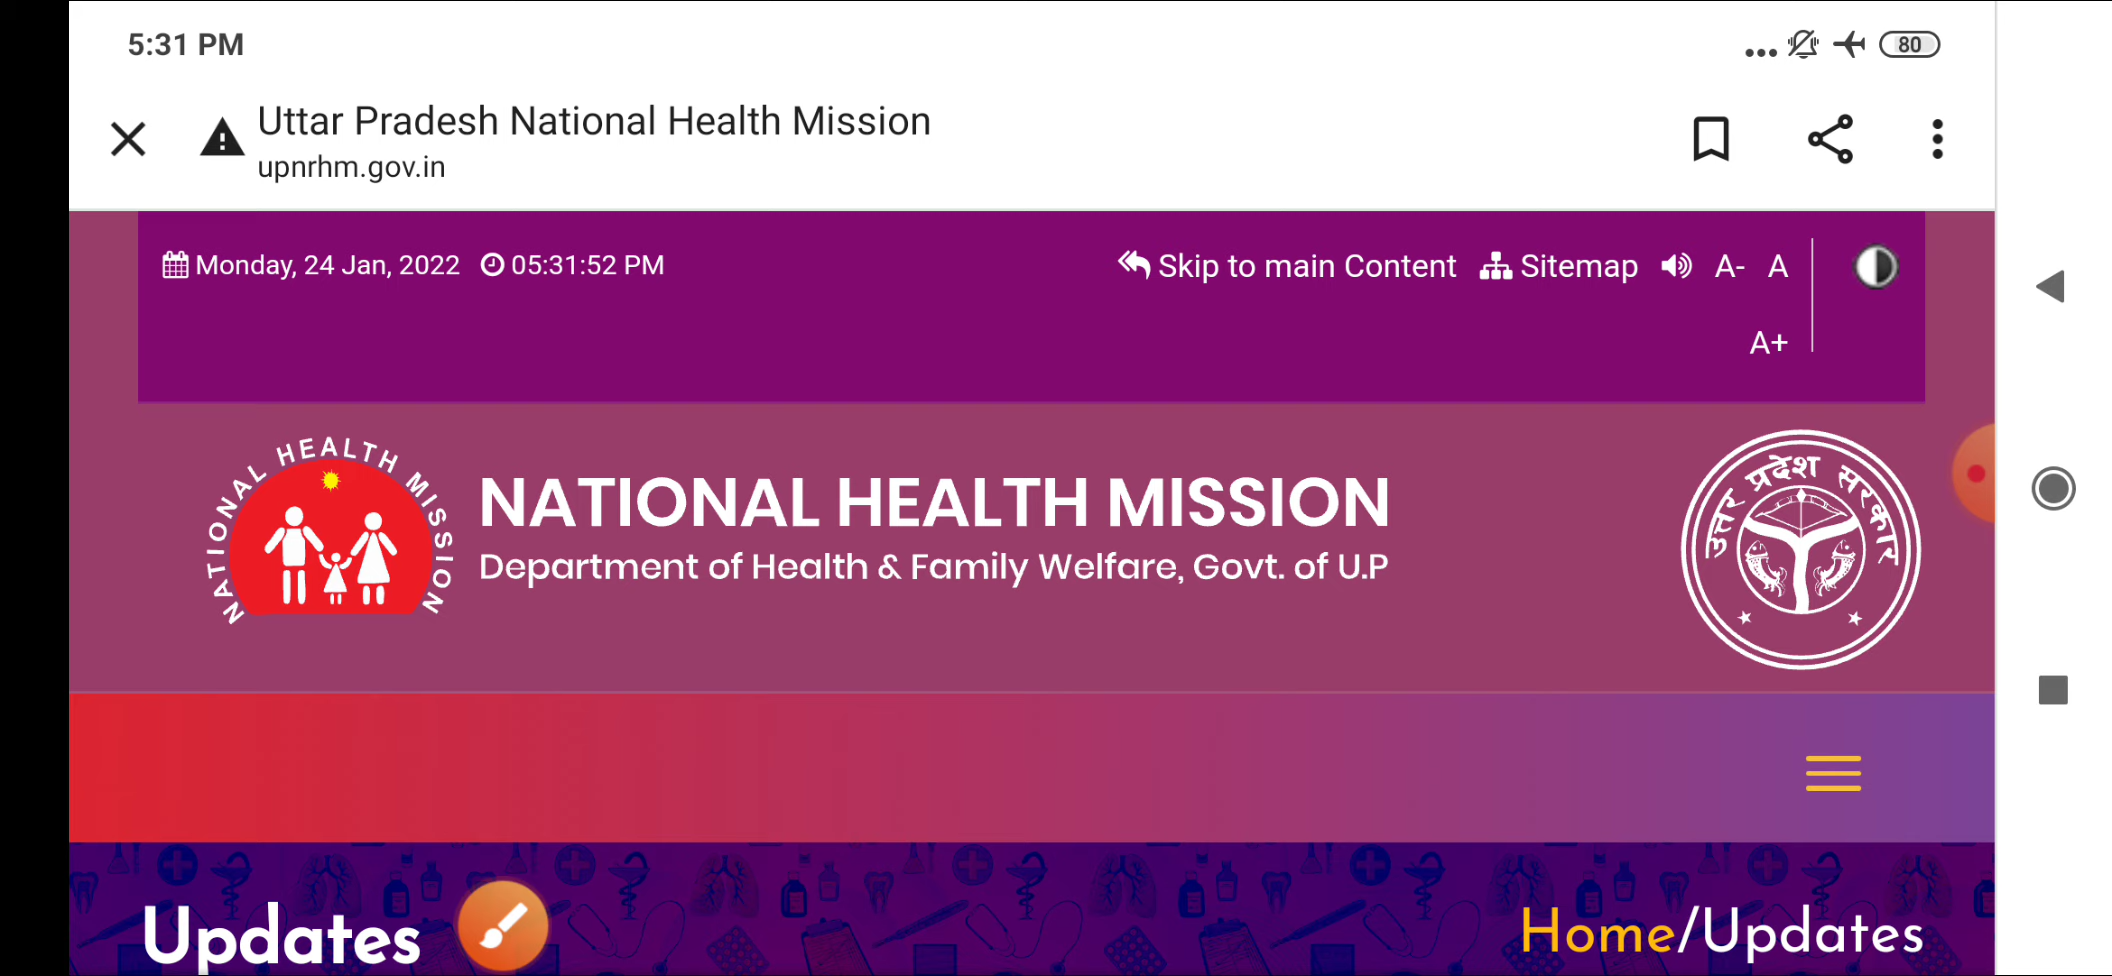 5:31 PM
80
Uttar Pradesh National Health Mission
upnrhm.gov.in
Monday, 24 Jan, 2022 05:31:52 PM
Skip to main Content Sitemap A- A
A+
NATIONAL HEALTH MISSION
NATIONAL HEALTH MISSION
Department of Health & Family Welfare, Govt. of U.P
उत्तर प्रदेश सरकार
Updates
Home/Updates